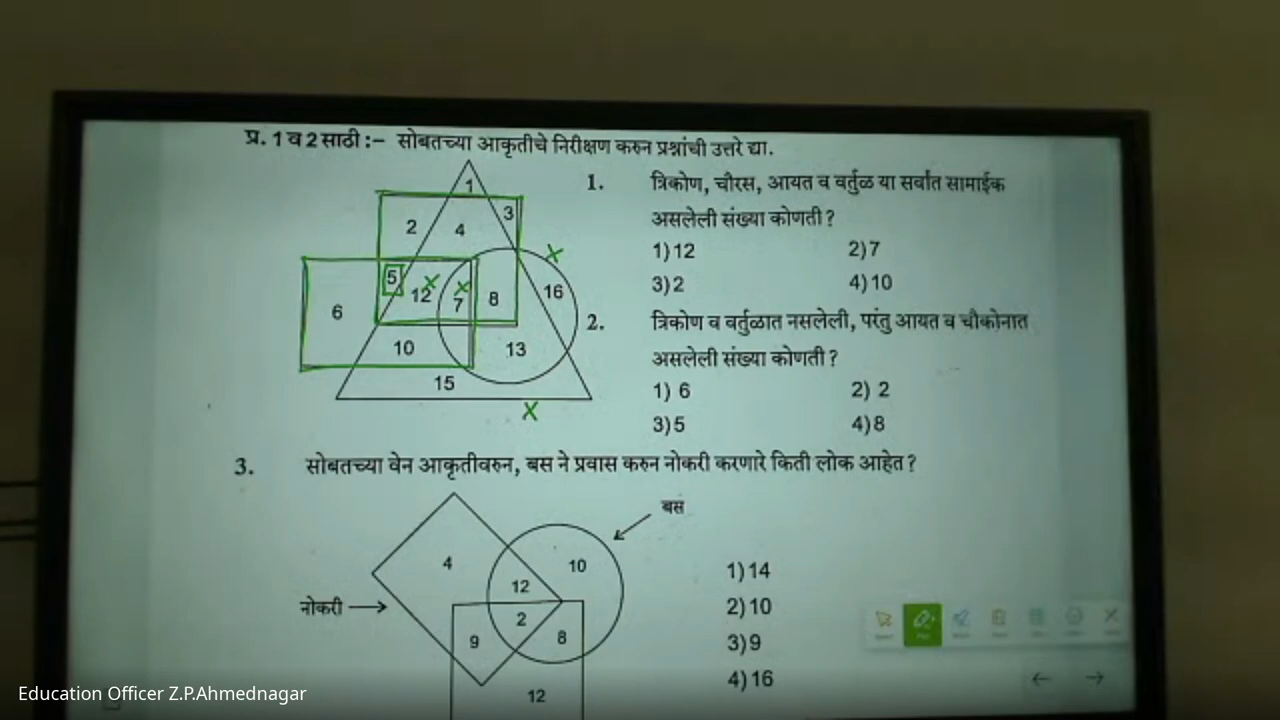 प्र. 1 व 2 साठी :- सोबतच्या आकृतीचे निरीक्षण करुन प्रश्नांची उत्तरे द्या.
1
2 4 3
5 12 7 8 16
6
10 13
15
1. त्रिकोण, चौरस, आयत व वर्तुळ या सर्वांत सामाईक
असलेली संख्या कोणती ?
1) 12 2) 7
3) 2 4) 10
2. त्रिकोण व वर्तुळात नसलेली, परंतु आयत व चौकोनात
असलेली संख्या कोणती ?
1) 6 2) 2
3) 5 4) 8
3. सोबतच्या वेन आकृतीवरुन, बस ने प्रवास करुन नोकरी करणारे किती लोक आहेत ?
बस
4 10
12
नोकरी
2
9 8
12
1) 14
2) 10
3) 9
4) 16
Education Officer Z.P.Ahmednagar